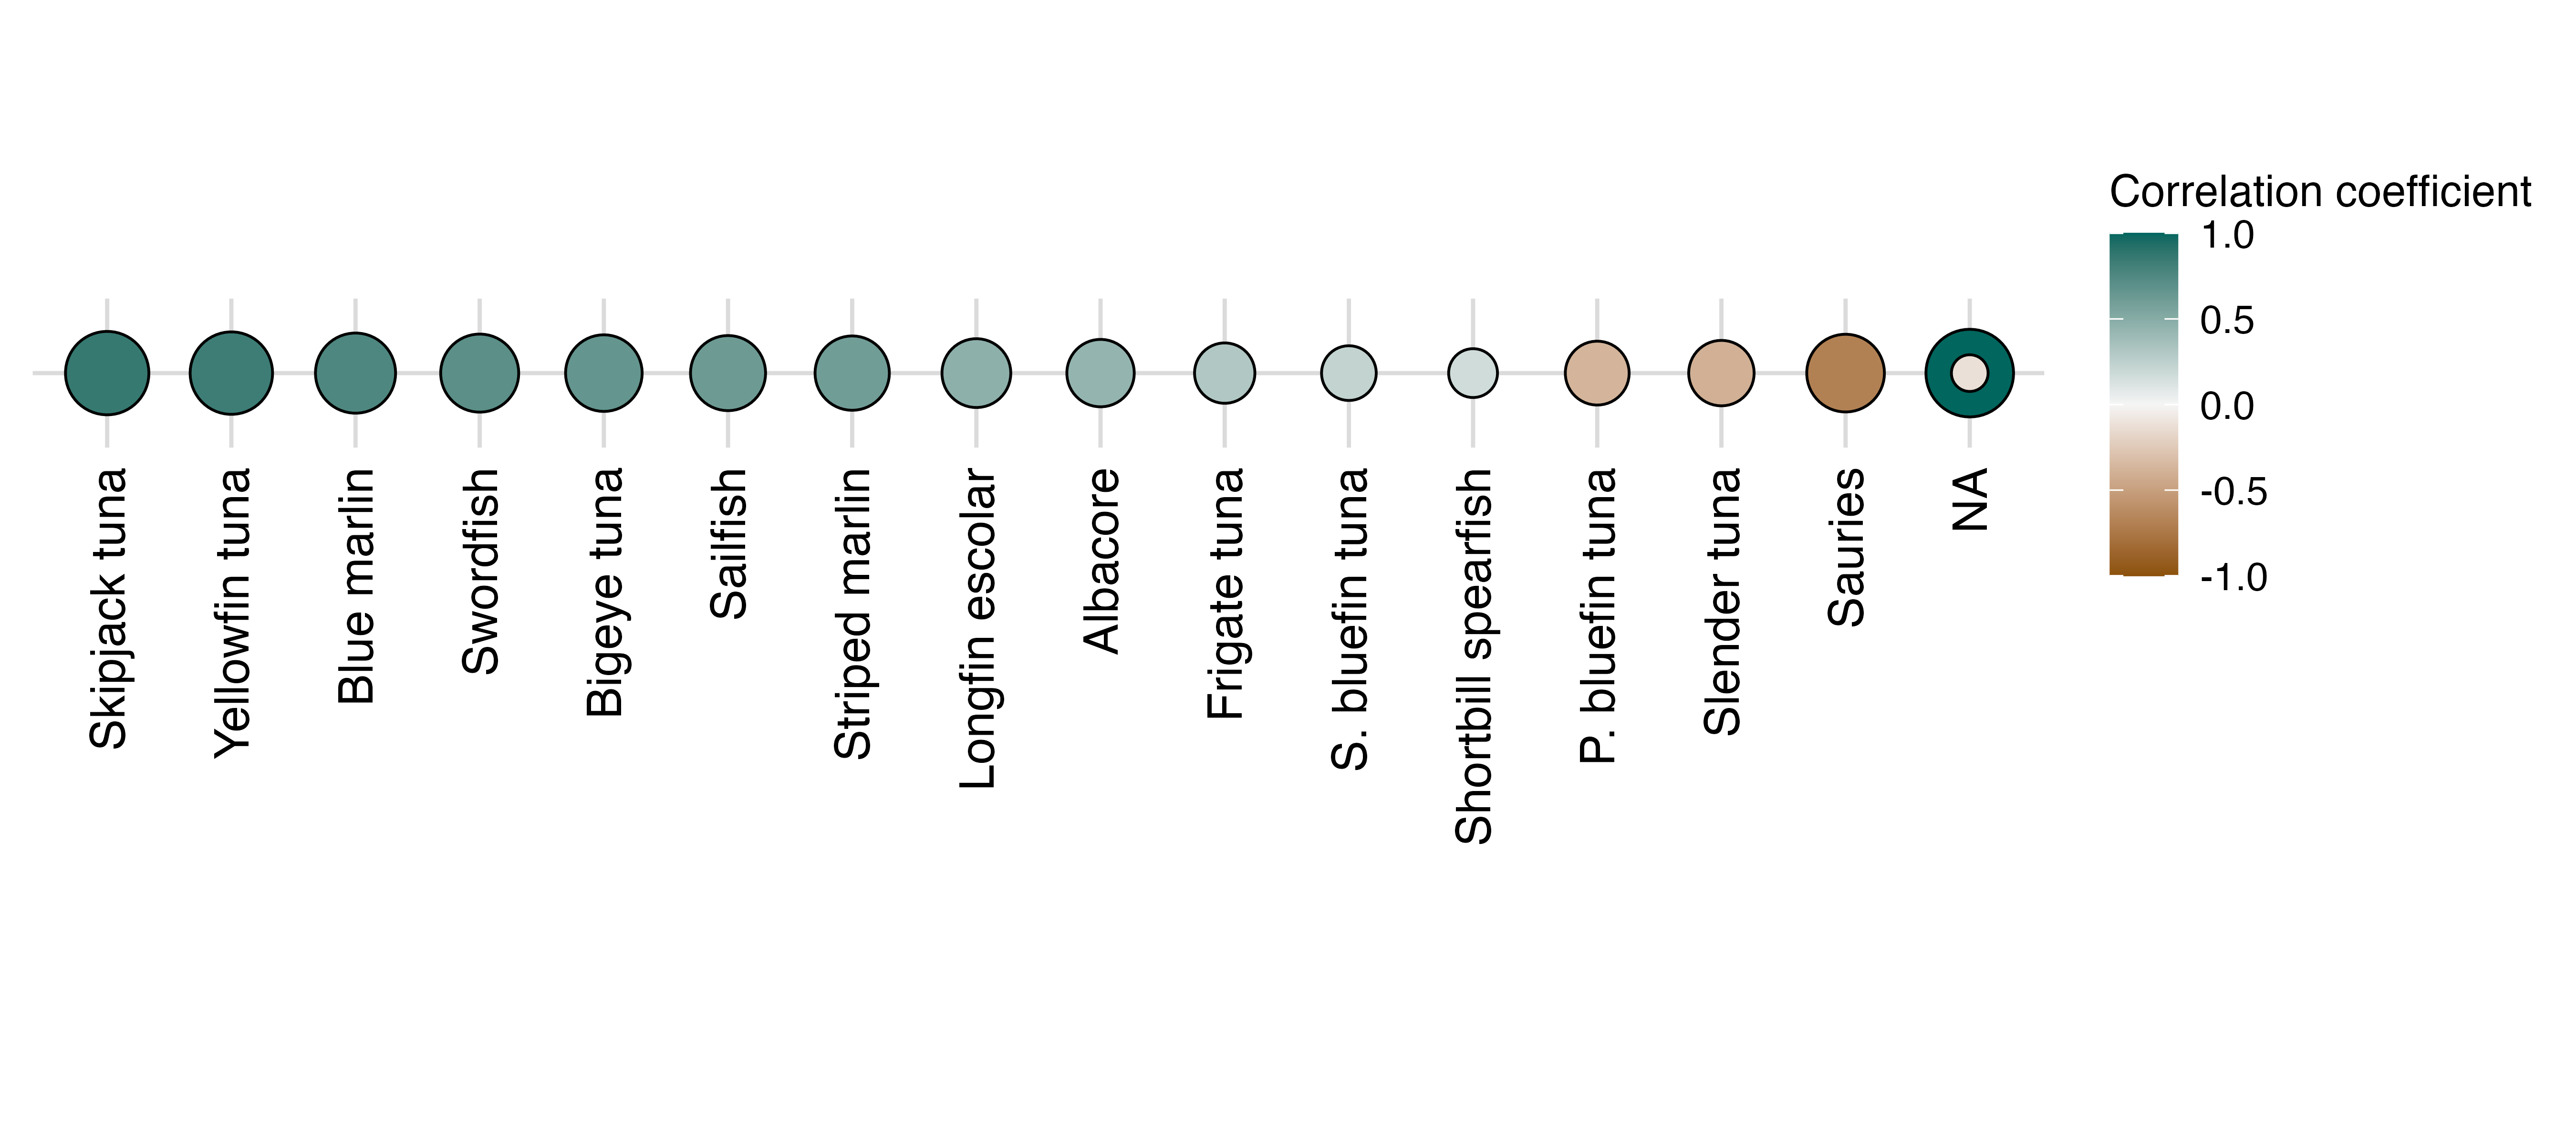 Correlation coefficient
1.0
0.5
0.0
-0.5
-1.0
Skipjack tuna
Yellowfin tuna
Blue marlin
Swordfish
Bigeye tuna
Sailfish
Striped marlin
Longfin escolar
Albacore
Frigate tuna
S. bluefin tuna
Shortbill spearfish
P. bluefin tuna
Slender tuna
Sauries
NA